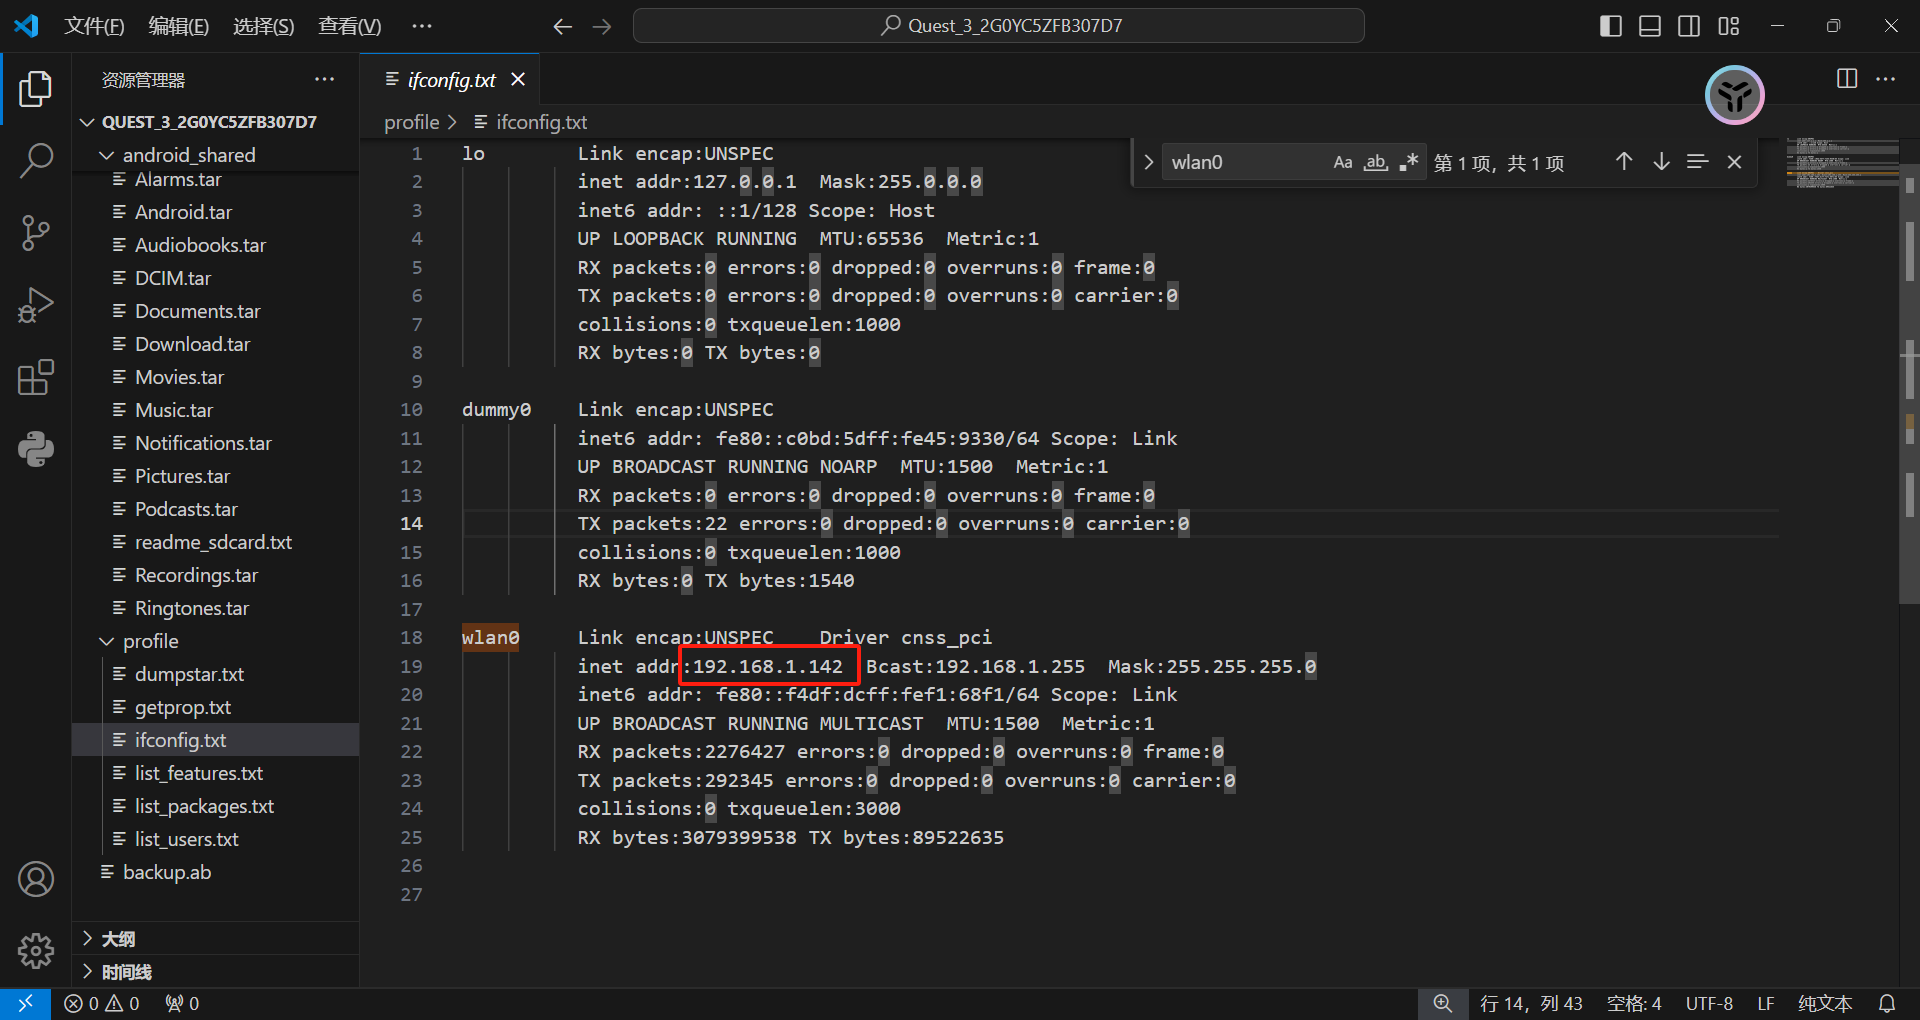 文件(F) 编辑(E) 选择(S) 查看(V) ··· Quest_3_2G0YC5ZFB307D7
资源管理器 ···
QUEST_3_2G0YC5ZFB307D7
android_shared
Alarms.tar
Android.tar
Audiobooks.tar
DCIM.tar
Documents.tar
Download.tar
Movies.tar
Music.tar
Notifications.tar
Pictures.tar
Podcasts.tar
readme_sdcard.txt
Recordings.tar
Ringtones.tar
profile
dumpstar.txt
getprop.txt
ifconfig.txt
list_features.txt
list_packages.txt
list_users.txt
backup.ab
大纲
时间线
ifconfig.txt
profile > ifconfig.txt
wlan0 Aa ab .* 第 1 项，共 1 项
1 lo Link encap:UNSPEC
2 inet addr:127.0.0.1 Mask:255.0.0.0
3 inet6 addr: ::1/128 Scope: Host
4 UP LOOPBACK RUNNING MTU:65536 Metric:1
5 RX packets:0 errors:0 dropped:0 overruns:0 frame:0
6 TX packets:0 errors:0 dropped:0 overruns:0 carrier:0
7 collisions:0 txqueuelen:1000
8 RX bytes:0 TX bytes:0
9
10 dummy0 Link encap:UNSPEC
11 inet6 addr: fe80::c0bd:5dff:fe45:9330/64 Scope: Link
12 UP BROADCAST RUNNING NOARP MTU:1500 Metric:1
13 RX packets:0 errors:0 dropped:0 overruns:0 frame:0
14 TX packets:22 errors:0 dropped:0 overruns:0 carrier:0
15 collisions:0 txqueuelen:1000
16 RX bytes:0 TX bytes:1540
17
18 wlan0 Link encap:UNSPEC Driver cnss_pci
19 inet addr:192.168.1.142 Bcast:192.168.1.255 Mask:255.255.255.0
20 inet6 addr: fe80::f4df:dcff:fef1:68f1/64 Scope: Link
21 UP BROADCAST RUNNING MULTICAST MTU:1500 Metric:1
22 RX packets:2276427 errors:0 dropped:0 overruns:0 frame:0
23 TX packets:292345 errors:0 dropped:0 overruns:0 carrier:0
24 collisions:0 txqueuelen:3000
25 RX bytes:3079399538 TX bytes:89522635
26
27
0 0 0 行 14，列 43 空格: 4 UTF-8 LF 纯文本